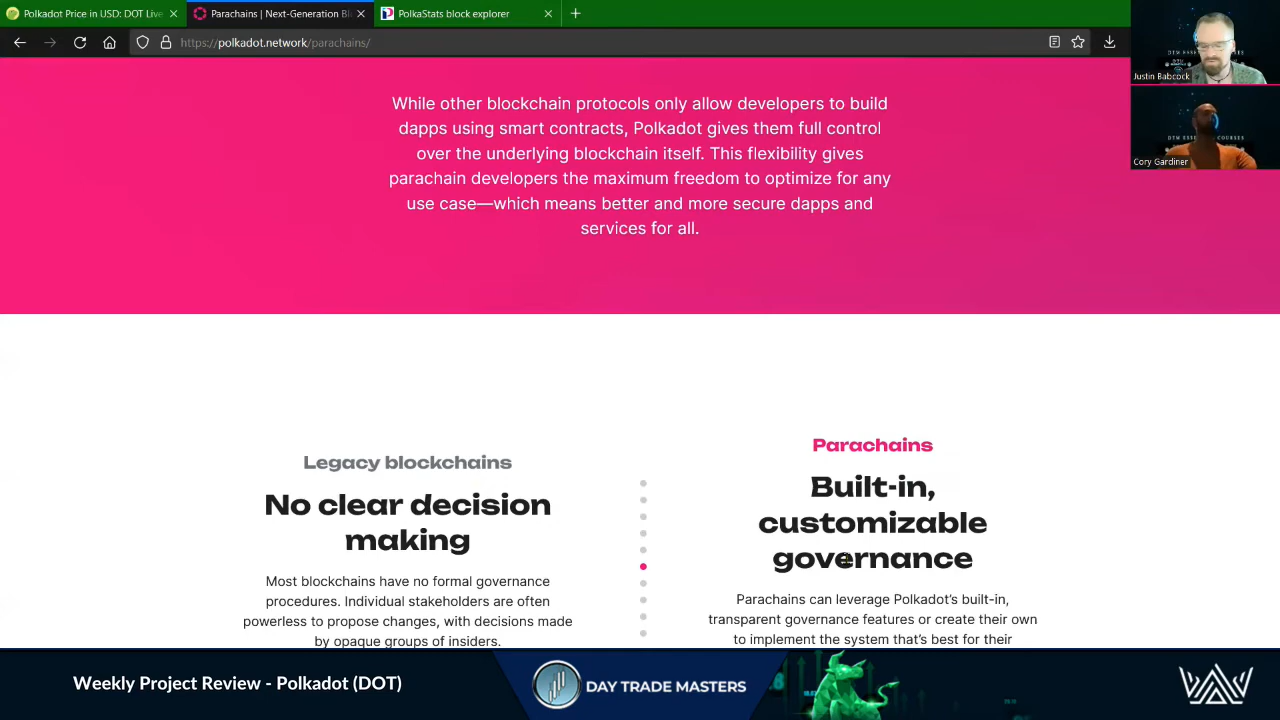 Polkadot Price in USD: DOT Live
Parachains | Next-Generation Bl
PolkaStats block explorer
https://polkadot.network/parachains/
Justin Babcock
Cory Gardiner
While other blockchain protocols only allow developers to build
dapps using smart contracts, Polkadot gives them full control
over the underlying blockchain itself. This flexibility gives
parachain developers the maximum freedom to optimize for any
use case—which means better and more secure dapps and
services for all.
Legacy blockchains
No clear decision
making
Most blockchains have no formal governance
procedures. Individual stakeholders are often
powerless to propose changes, with decisions made
by opaque groups of insiders.
Parachains
Built-in,
customizable
governance
Parachains can leverage Polkadot's built-in,
transparent governance features or create their own
to implement the system that's best for their
Weekly Project Review - Polkadot (DOT)
DAY TRADE MASTERS